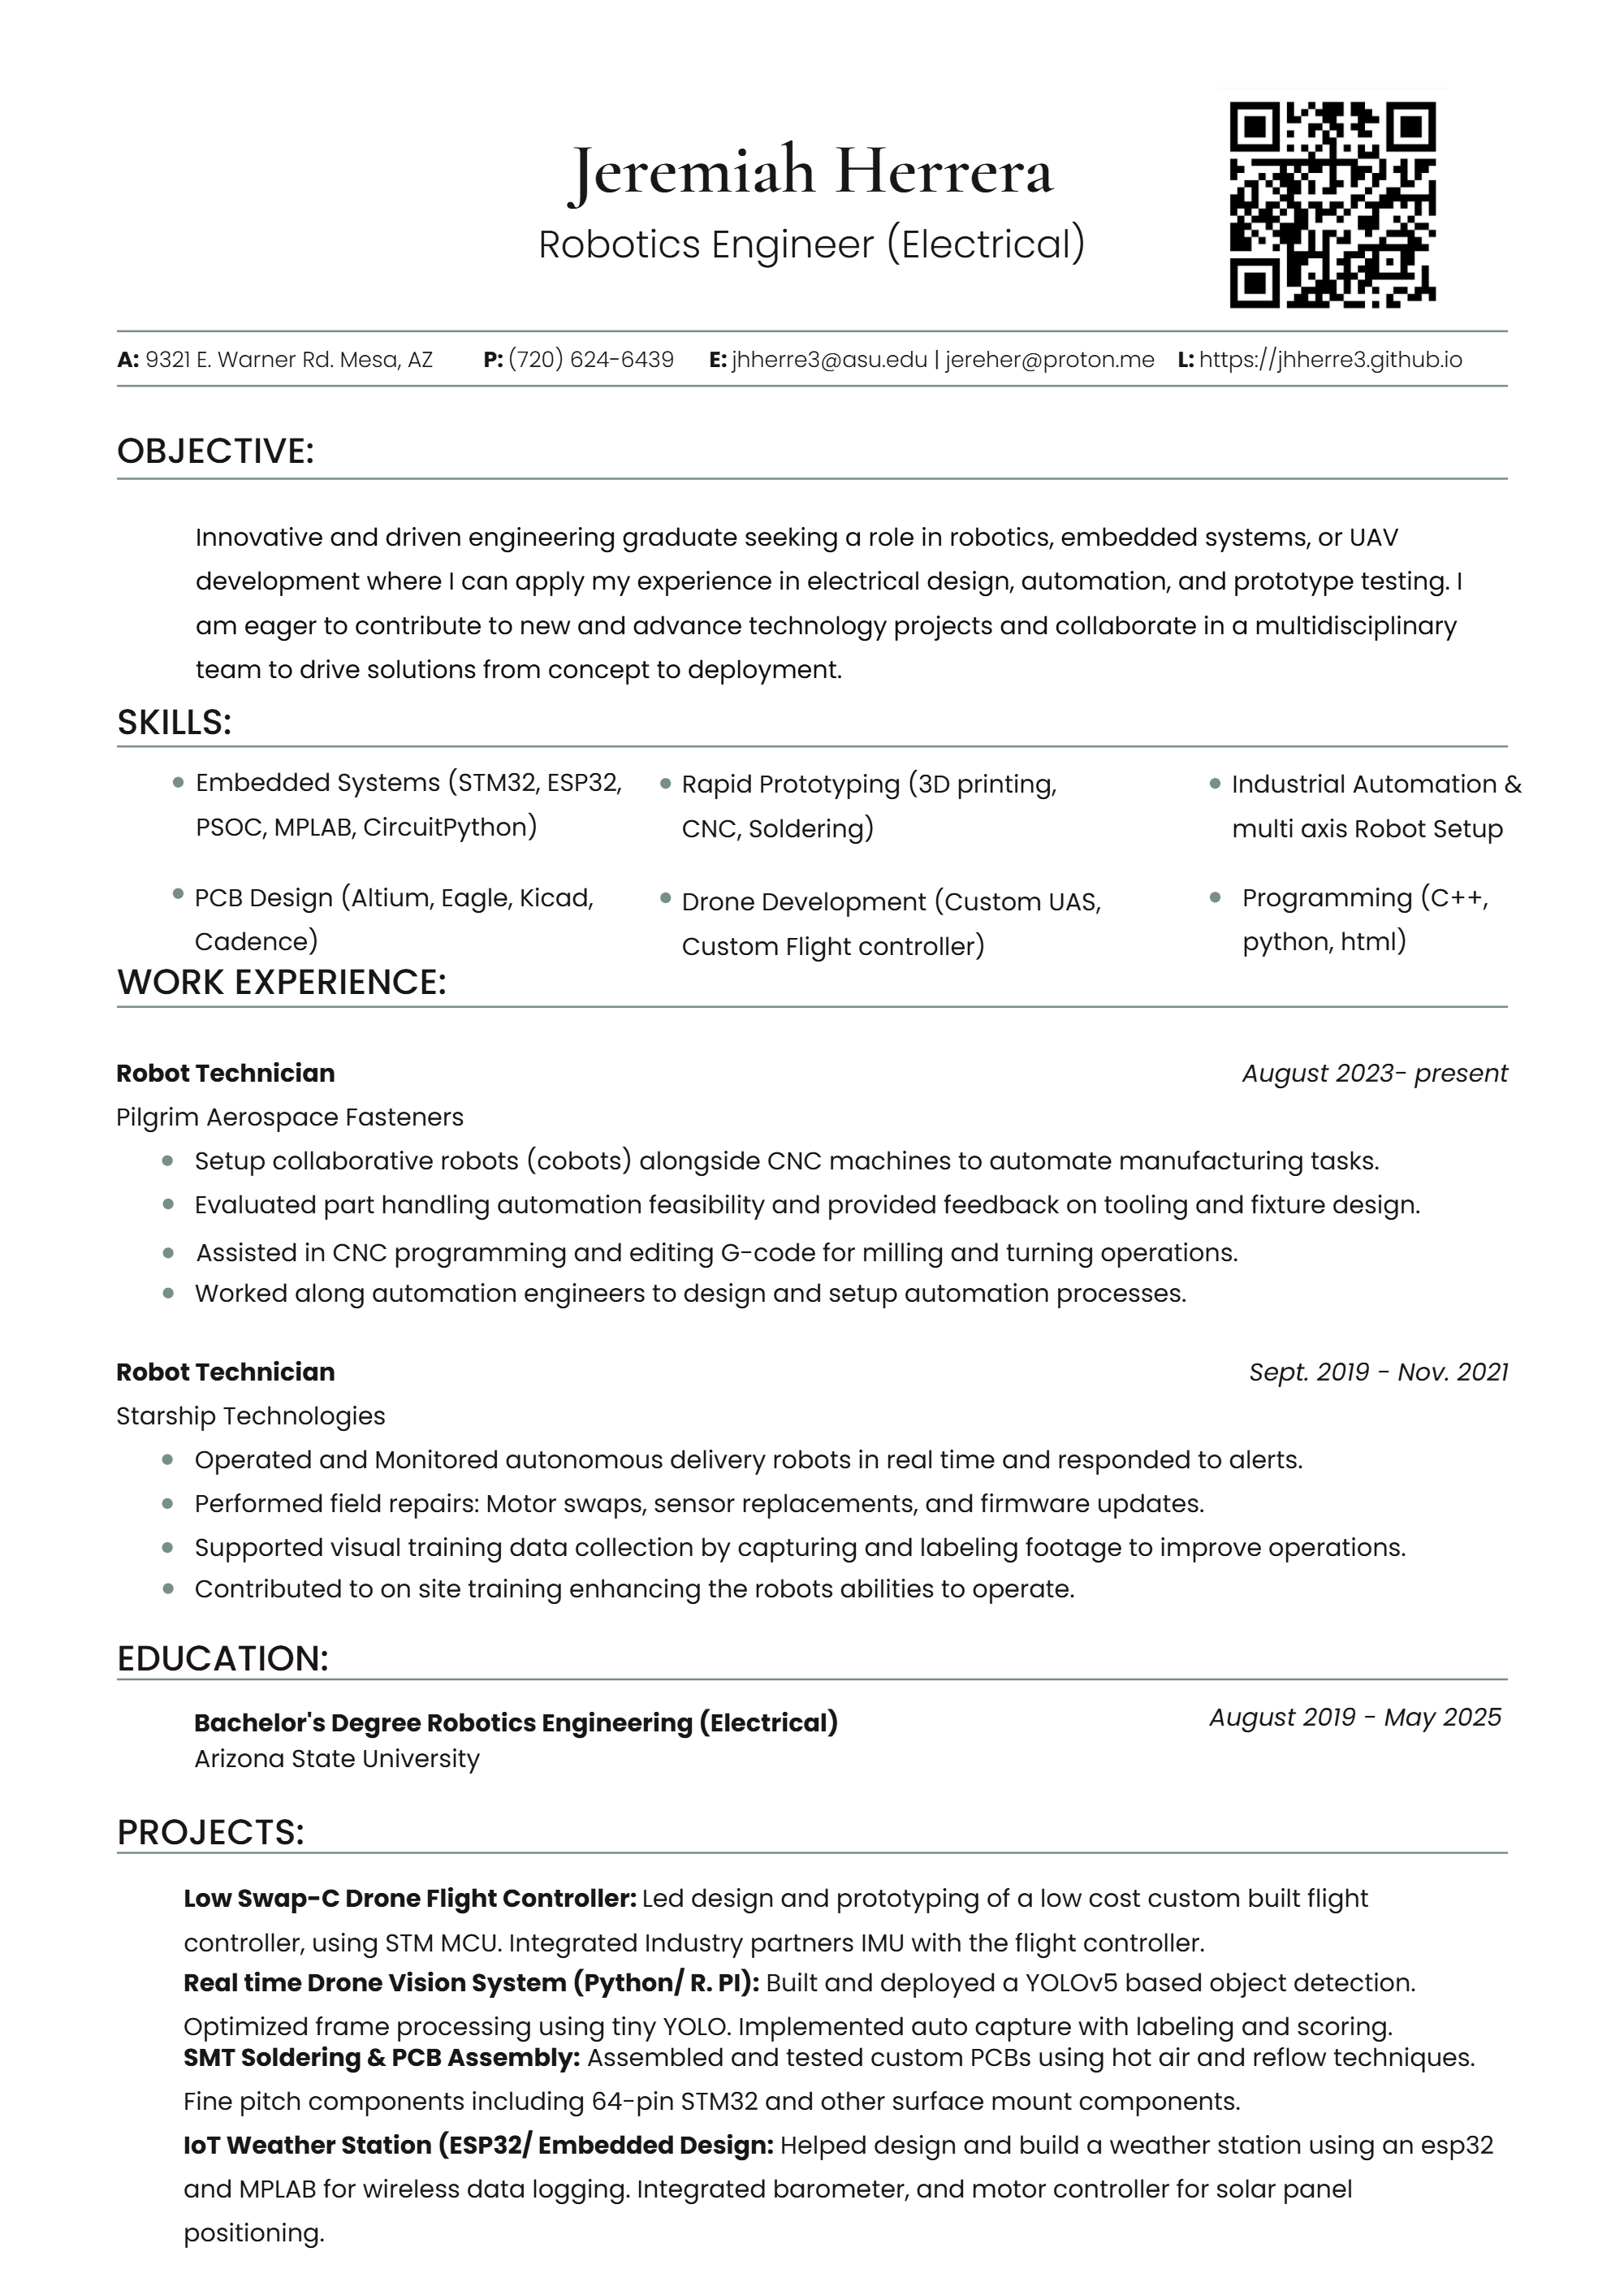 Jeremiah Herrera
Robotics Engineer (Electrical)
A: 9321 E. Warner Rd. Mesa, AZ P: (720) 624-6439 E: jhherre3@asu.edu | jereher@proton.me L: https://jhherre3.github.io
OBJECTIVE:
Innovative and driven engineering graduate seeking a role in robotics, embedded systems, or UAV
development where I can apply my experience in electrical design, automation, and prototype testing. I
am eager to contribute to new and advance technology projects and collaborate in a multidisciplinary
team to drive solutions from concept to deployment.
SKILLS:
• Embedded Systems (STM32, ESP32,
PSOC, MPLAB, CircuitPython)
• Rapid Prototyping (3D printing,
CNC, Soldering)
• Industrial Automation &
multi axis Robot Setup
• PCB Design (Altium, Eagle, Kicad,
Cadence)
• Drone Development (Custom UAS,
Custom Flight controller)
• Programming (C++,
python, html)
WORK EXPERIENCE:
Robot Technician August 2023- present
Pilgrim Aerospace Fasteners
• Setup collaborative robots (cobots) alongside CNC machines to automate manufacturing tasks.
• Evaluated part handling automation feasibility and provided feedback on tooling and fixture design.
• Assisted in CNC programming and editing G-code for milling and turning operations.
• Worked along automation engineers to design and setup automation processes.
Robot Technician Sept. 2019 - Nov. 2021
Starship Technologies
• Operated and Monitored autonomous delivery robots in real time and responded to alerts.
• Performed field repairs: Motor swaps, sensor replacements, and firmware updates.
• Supported visual training data collection by capturing and labeling footage to improve operations.
• Contributed to on site training enhancing the robots abilities to operate.
EDUCATION:
Bachelor's Degree Robotics Engineering (Electrical) August 2019 - May 2025
Arizona State University
PROJECTS:
Low Swap-C Drone Flight Controller: Led design and prototyping of a low cost custom built flight
controller, using STM MCU. Integrated Industry partners IMU with the flight controller.
Real time Drone Vision System (Python/ R. PI): Built and deployed a YOLOv5 based object detection.
Optimized frame processing using tiny YOLO. Implemented auto capture with labeling and scoring.
SMT Soldering & PCB Assembly: Assembled and tested custom PCBs using hot air and reflow techniques.
Fine pitch components including 64-pin STM32 and other surface mount components.
IoT Weather Station (ESP32/ Embedded Design: Helped design and build a weather station using an esp32
and MPLAB for wireless data logging. Integrated barometer, and motor controller for solar panel
positioning.